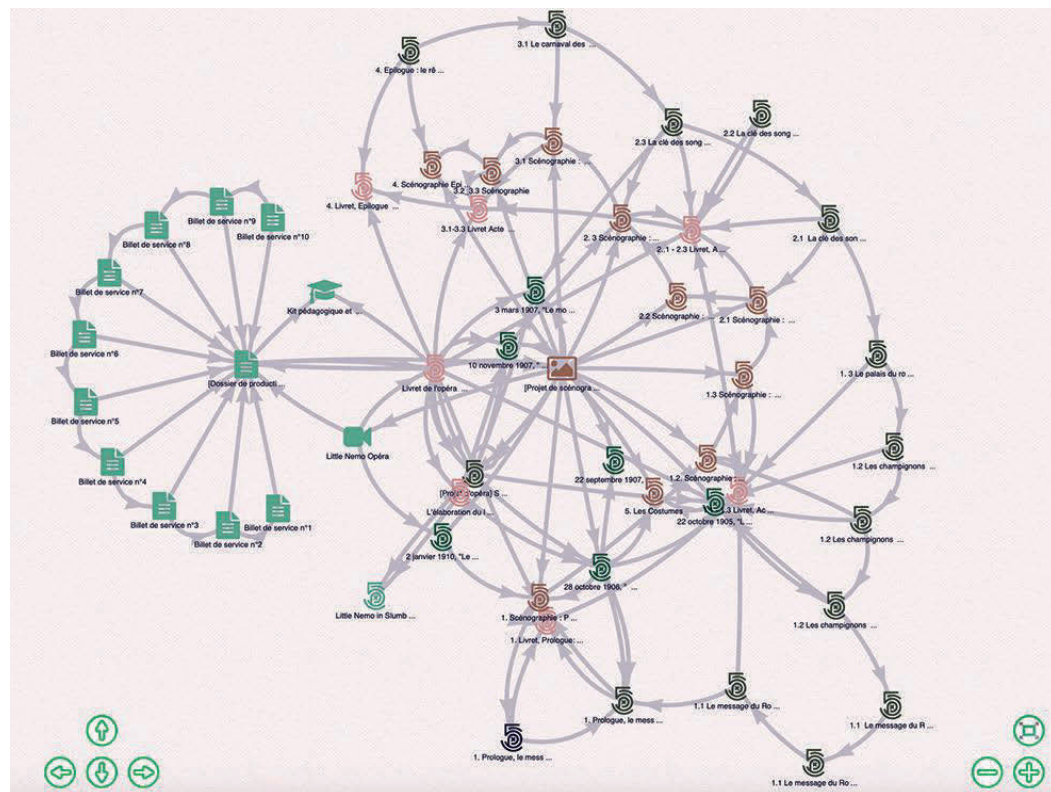 3.1 Le carnaval des ...
4. Epilogue : le rê ...
2.2 La clé des song ...
2.3 La clé des song ...
3.1 Scénographie : ...
4. Scénographie Epi ...
3.2_3.3 Scénographie
4. Livret, Epilogue ...
3.1-3.3 Livret Acte ...
2. 3 Scénographie : ...
2..1 - 2.3 Livret, A ...
2.1 La clé des son ...
Billet de service n°9
Billet de service n°10
Billet de service n°8
Billet de service n°7
Kit pédagogique et ...
3 mars 1907, "Le mo ...
2.2 Scénographie : ...
2.1 Scénographie : ...
Billet de service n°6
10 novembre 1907, " ...
1. 3 Le palais du ro ...
[Dossier de producti ...
Livret de l'opéra
[Projet de scénogra ...
1.3 Scénographie : ...
Billet de service n°5
Little Nemo Opéra
1.2 Les champignons ...
Billet de service n°4
22 septembre 1907,
1.2. Scénographie : ...
[Projet d'opéra] S ...
L'élaboration du l ...
5. Les Costumes
.3 Livret, Ac ...
22 octobre 1905, "L ...
Billet de service n°3
Billet de service n°1
Billet de service n°2
1.2 Les champignons ...
2 janvier 1910, "Le ...
28 octobre 1906, " ...
Little Nemo in Slumb ...
1. Scénographie : P ...
1.2 Les champignons ...
1. Livret, Prologue: ...
1.1 Le message du Ro ...
1. Prologue, le mess ...
1.1 Le message du R ...
1. Prologue, le mess ...
1.1 Le message du Ro ...